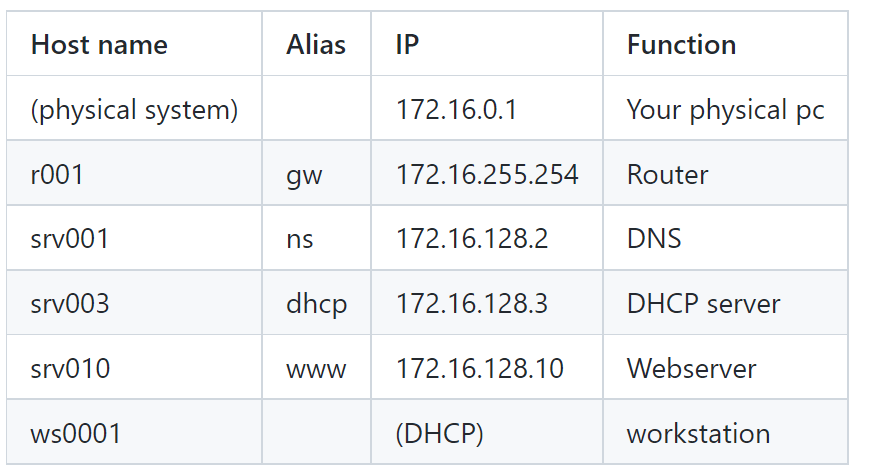 Host name Alias IP Function
(physical system) 172.16.0.1 Your physical pc
r001 gw 172.16.255.254 Router
srv001 ns 172.16.128.2 DNS
srv003 dhcp 172.16.128.3 DHCP server
srv010 www 172.16.128.10 Webserver
ws0001 (DHCP) workstation